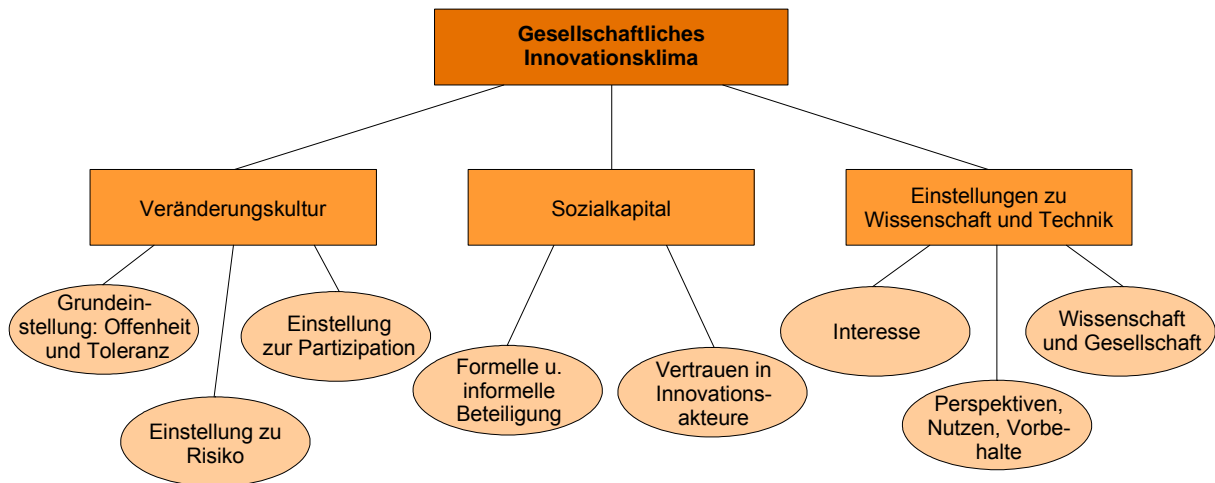 Gesellschaftliches
Innovationsklima
Veränderungskultur
Sozialkapital
Einstellungen zu
Wissenschaft und Technik
Grundein-
stellung: Offenheit
und Toleranz
Einstellung zu
Risiko
Einstellung
zur Partizipation
Formelle u.
informelle
Beteiligung
Vertrauen in
Innovations-
akteure
Interesse
Perspektiven,
Nutzen, Vorbe-
halte
Wissenschaft
und Gesellschaft